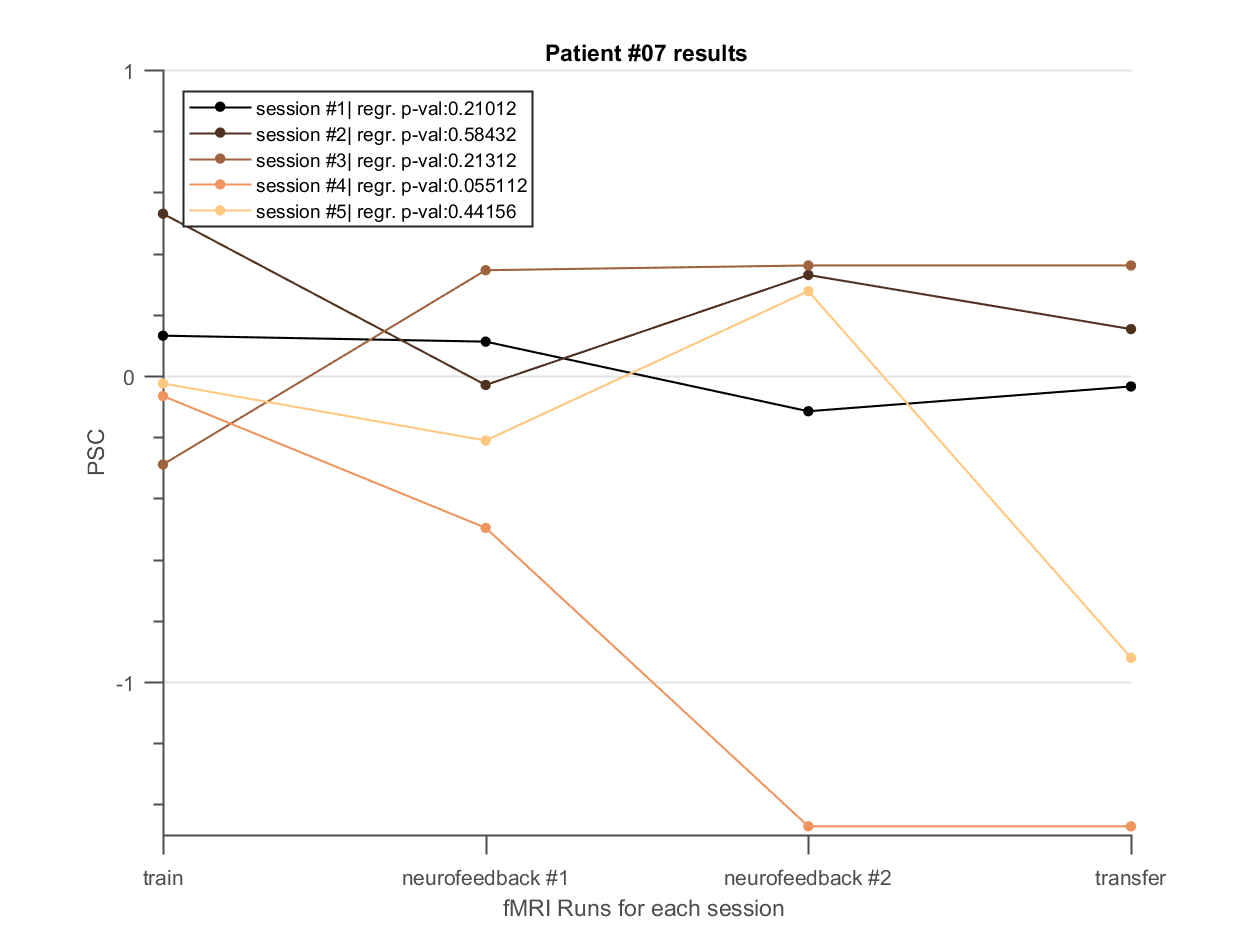 Patient #07 results
1
session #1| regr. p-val:0.21012
session #2| regr. p-val:0.58432
session #3| regr. p-val:0.21312
session #4| regr. p-val:0.055112
session #5| regr. p-val:0.44156
0
PSC
-1
train neurofeedback #1 neurofeedback #2 transfer
fMRI Runs for each session